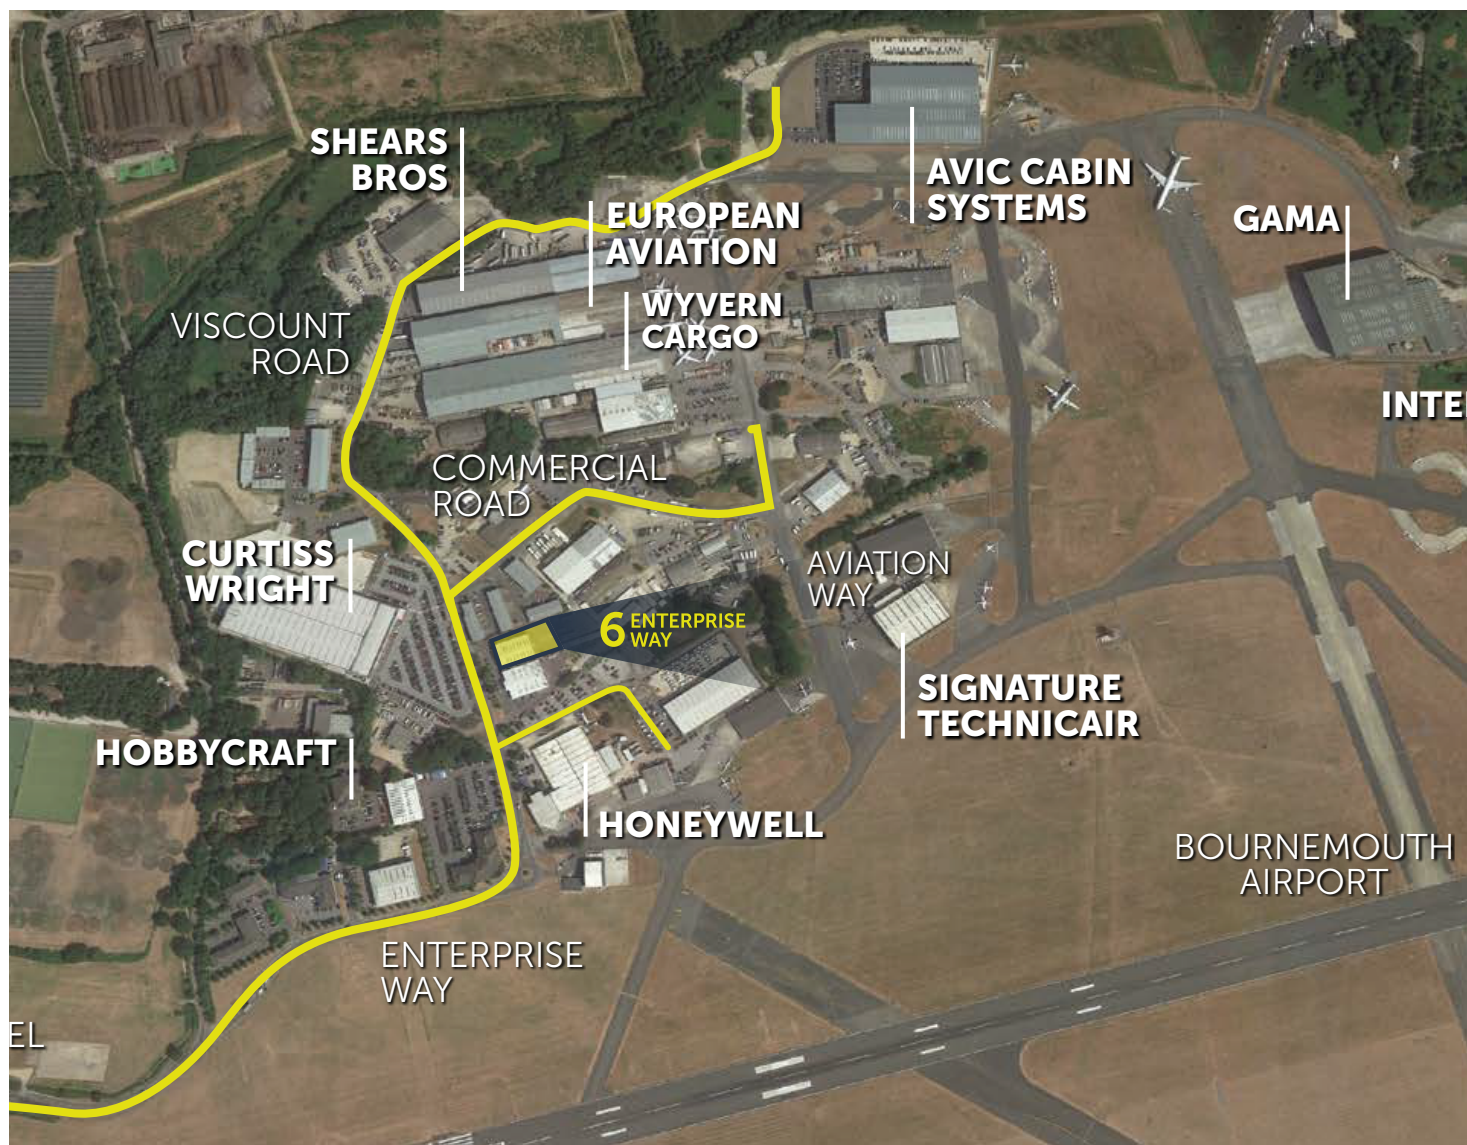 SHEARS
BROS
AVIC CABIN
SYSTEMS
EUROPEAN
AVIATION
GAMA
WYVERN
CARGO
VISCOUNT
ROAD
INTE
COMMERCIAL
ROAD
CURTISS
WRIGHT
AVIATION
WAY
6 ENTERPRISE
WAY
SIGNATURE
TECHNICAIR
HOBBYCRAFT
HONEYWELL
BOURNEMOUTH
AIRPORT
ENTERPRISE
WAY
EL